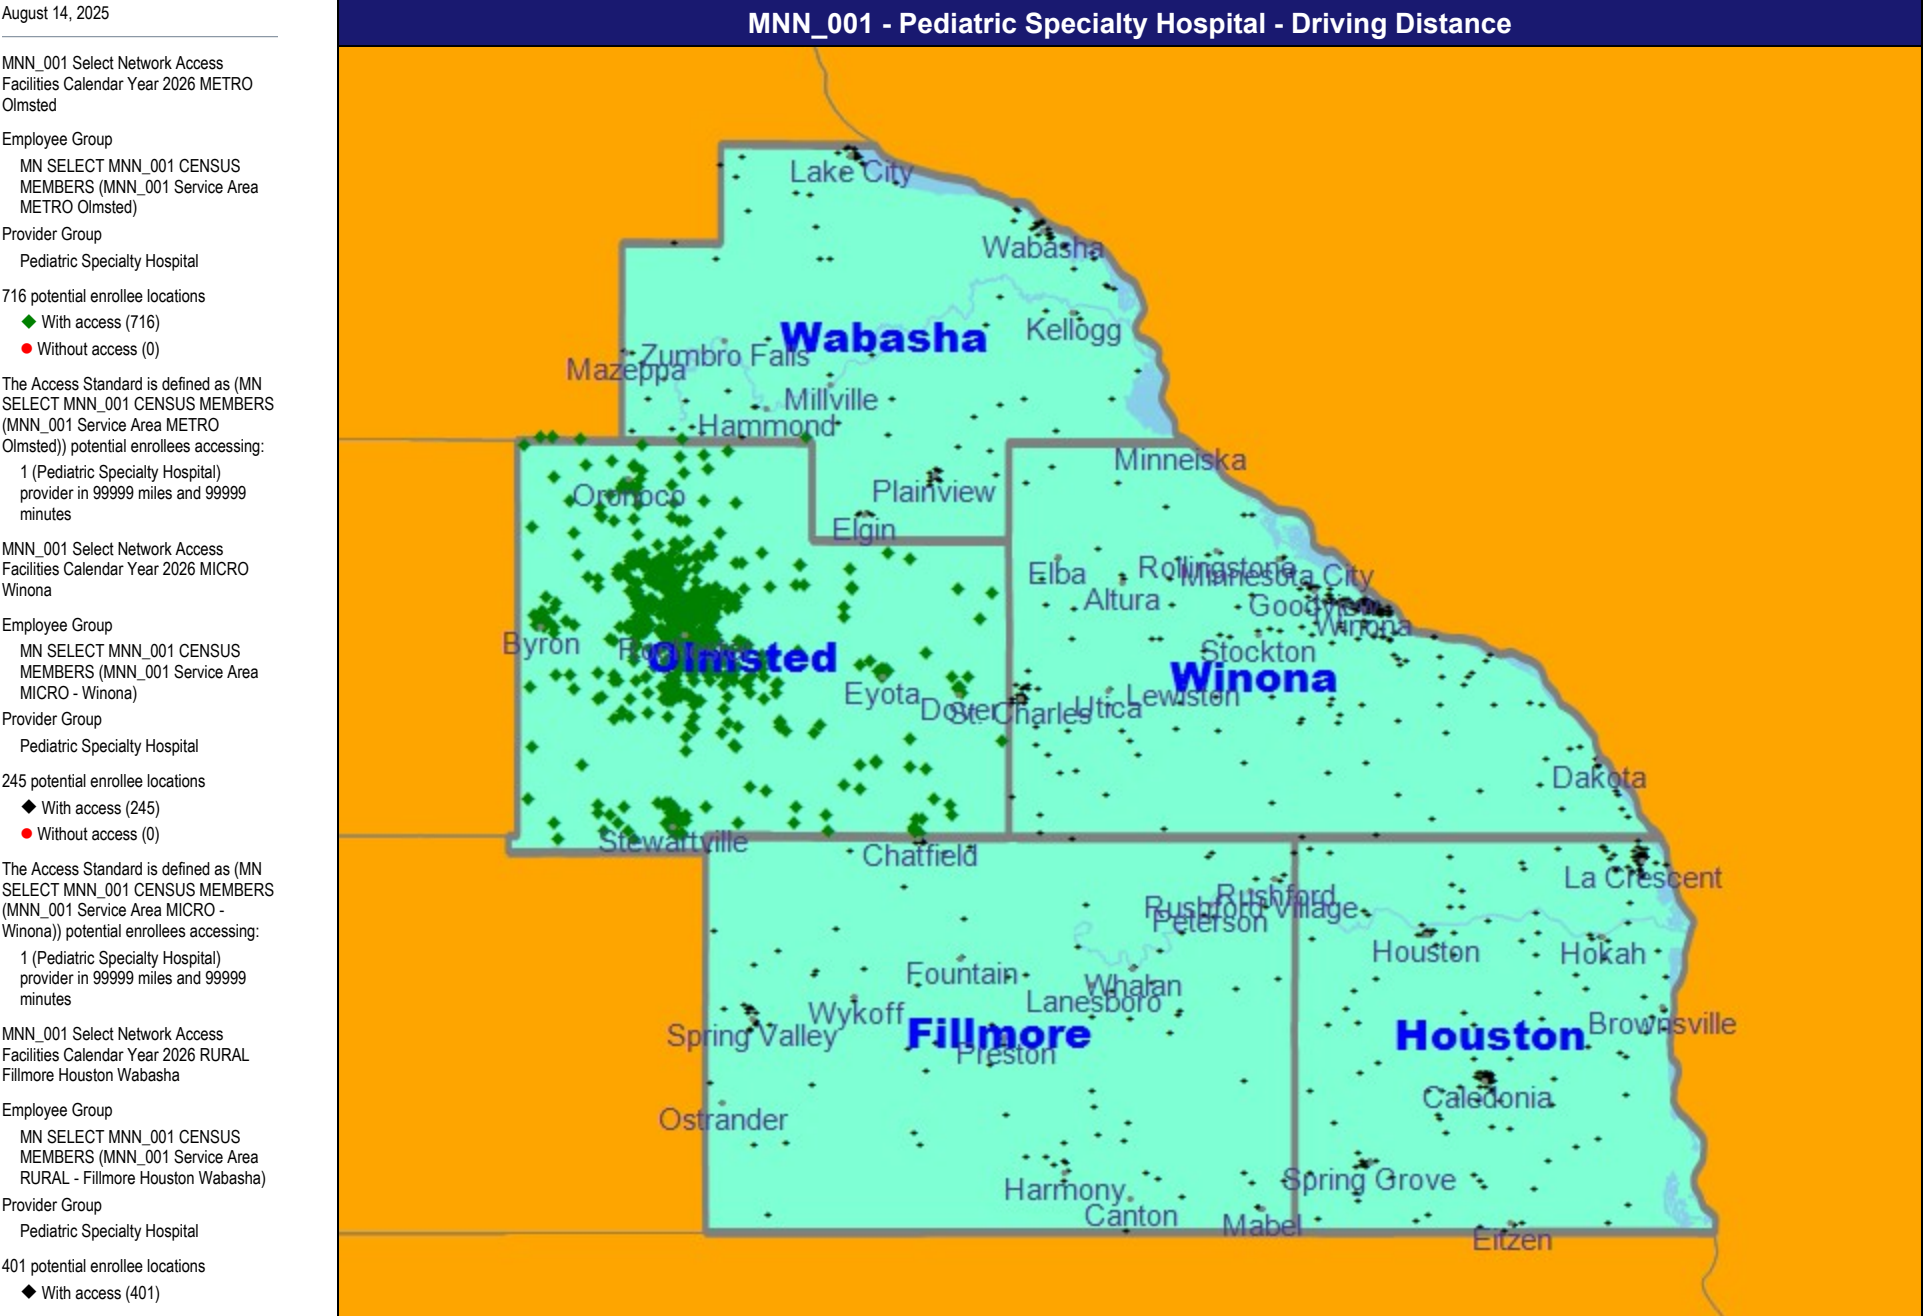 August 14, 2025
MNN_001 Select Network Access
Facilities Calendar Year 2026 METRO
Olmsted
Employee Group
MN SELECT MNN_001 CENSUS
MEMBERS (MNN_001 Service Area
METRO Olmsted)
Provider Group
Pediatric Specialty Hospital
716 potential enrollee locations
With access (716)
Without access (0)
The Access Standard is defined as (MN
SELECT MNN_001 CENSUS MEMBERS
(MNN_001 Service Area METRO
Olmsted)) potential enrollees accessing:
1 (Pediatric Specialty Hospital)
provider in 99999 miles and 99999
minutes
MNN_001 Select Network Access
Facilities Calendar Year 2026 MICRO
Winona
Employee Group
MN SELECT MNN_001 CENSUS
MEMBERS (MNN_001 Service Area
MICRO - Winona)
Provider Group
Pediatric Specialty Hospital
245 potential enrollee locations
With access (245)
Without access (0)
The Access Standard is defined as (MN
SELECT MNN_001 CENSUS MEMBERS
(MNN_001 Service Area MICRO -
Winona)) potential enrollees accessing:
1 (Pediatric Specialty Hospital)
provider in 99999 miles and 99999
minutes
MNN_001 Select Network Access
Facilities Calendar Year 2026 RURAL
Fillmore Houston Wabasha
Employee Group
MN SELECT MNN_001 CENSUS
MEMBERS (MNN_001 Service Area
RURAL - Fillmore Houston Wabasha)
Provider Group
Pediatric Specialty Hospital
401 potential enrollee locations
With access (401)
MNN_001 - Pediatric Specialty Hospital - Driving Distance
Lake City
Wabasha
Kellogg
Wabasha
Zumbro Falls
Mazeppa
Millville
Hammond
Minneiska
Plainview
Oronoco
Elgin
Elba
Rollingstone
Minnesota City
Altura
Goodview
Winona
Byron
Stockton
Olmsted
Winona
Eyota
Lewiston
Dover
St. Charles
Utica
Dakota
Stewartville
Chatfield
La Crescent
Rushford
Rushford Village
Peterson
Houston
Hokah
Fountain
Whalan
Lanesboro
Wykoff
Brownsville
Spring Valley
Fillmore
Houston
Preston
Caledonia
Ostrander
Spring Grove
Harmony
Canton
Mabel
Eitzen